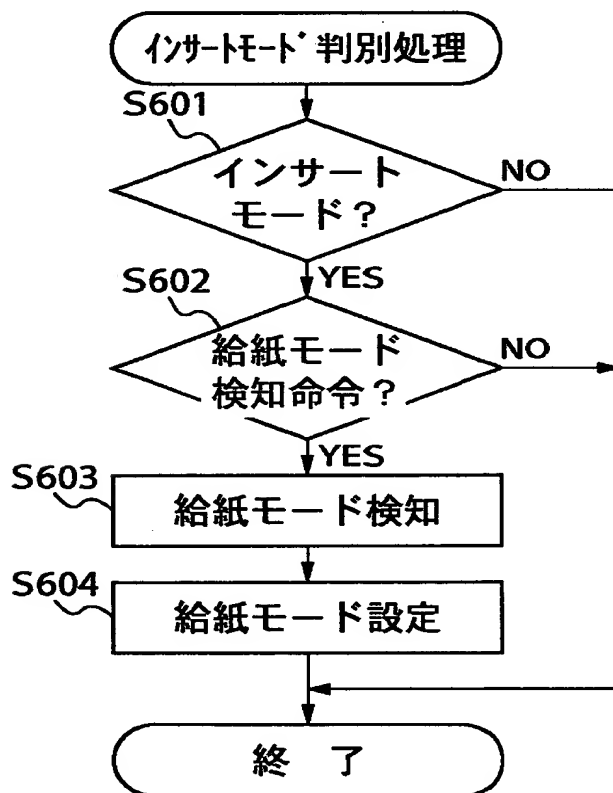 インサートモード判別処理
S601
インサート
モード?
NO
YES
S602
給紙モード
検知命令?
NO
YES
S603
給紙モード検知
S604
給紙モード設定
終 了